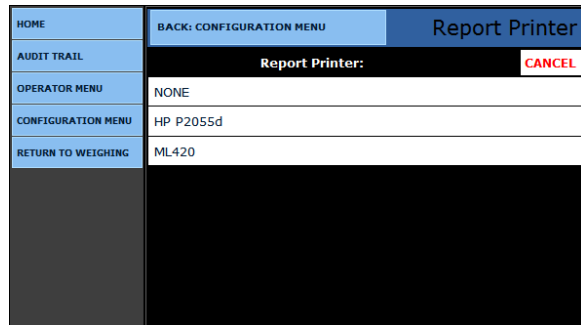 HOME
AUDIT TRAIL
OPERATOR MENU
CONFIGURATION MENU
RETURN TO WEIGHING
BACK: CONFIGURATION MENU
Report Printer
Report Printer:
CANCEL
NONE
HP P2055d
ML420